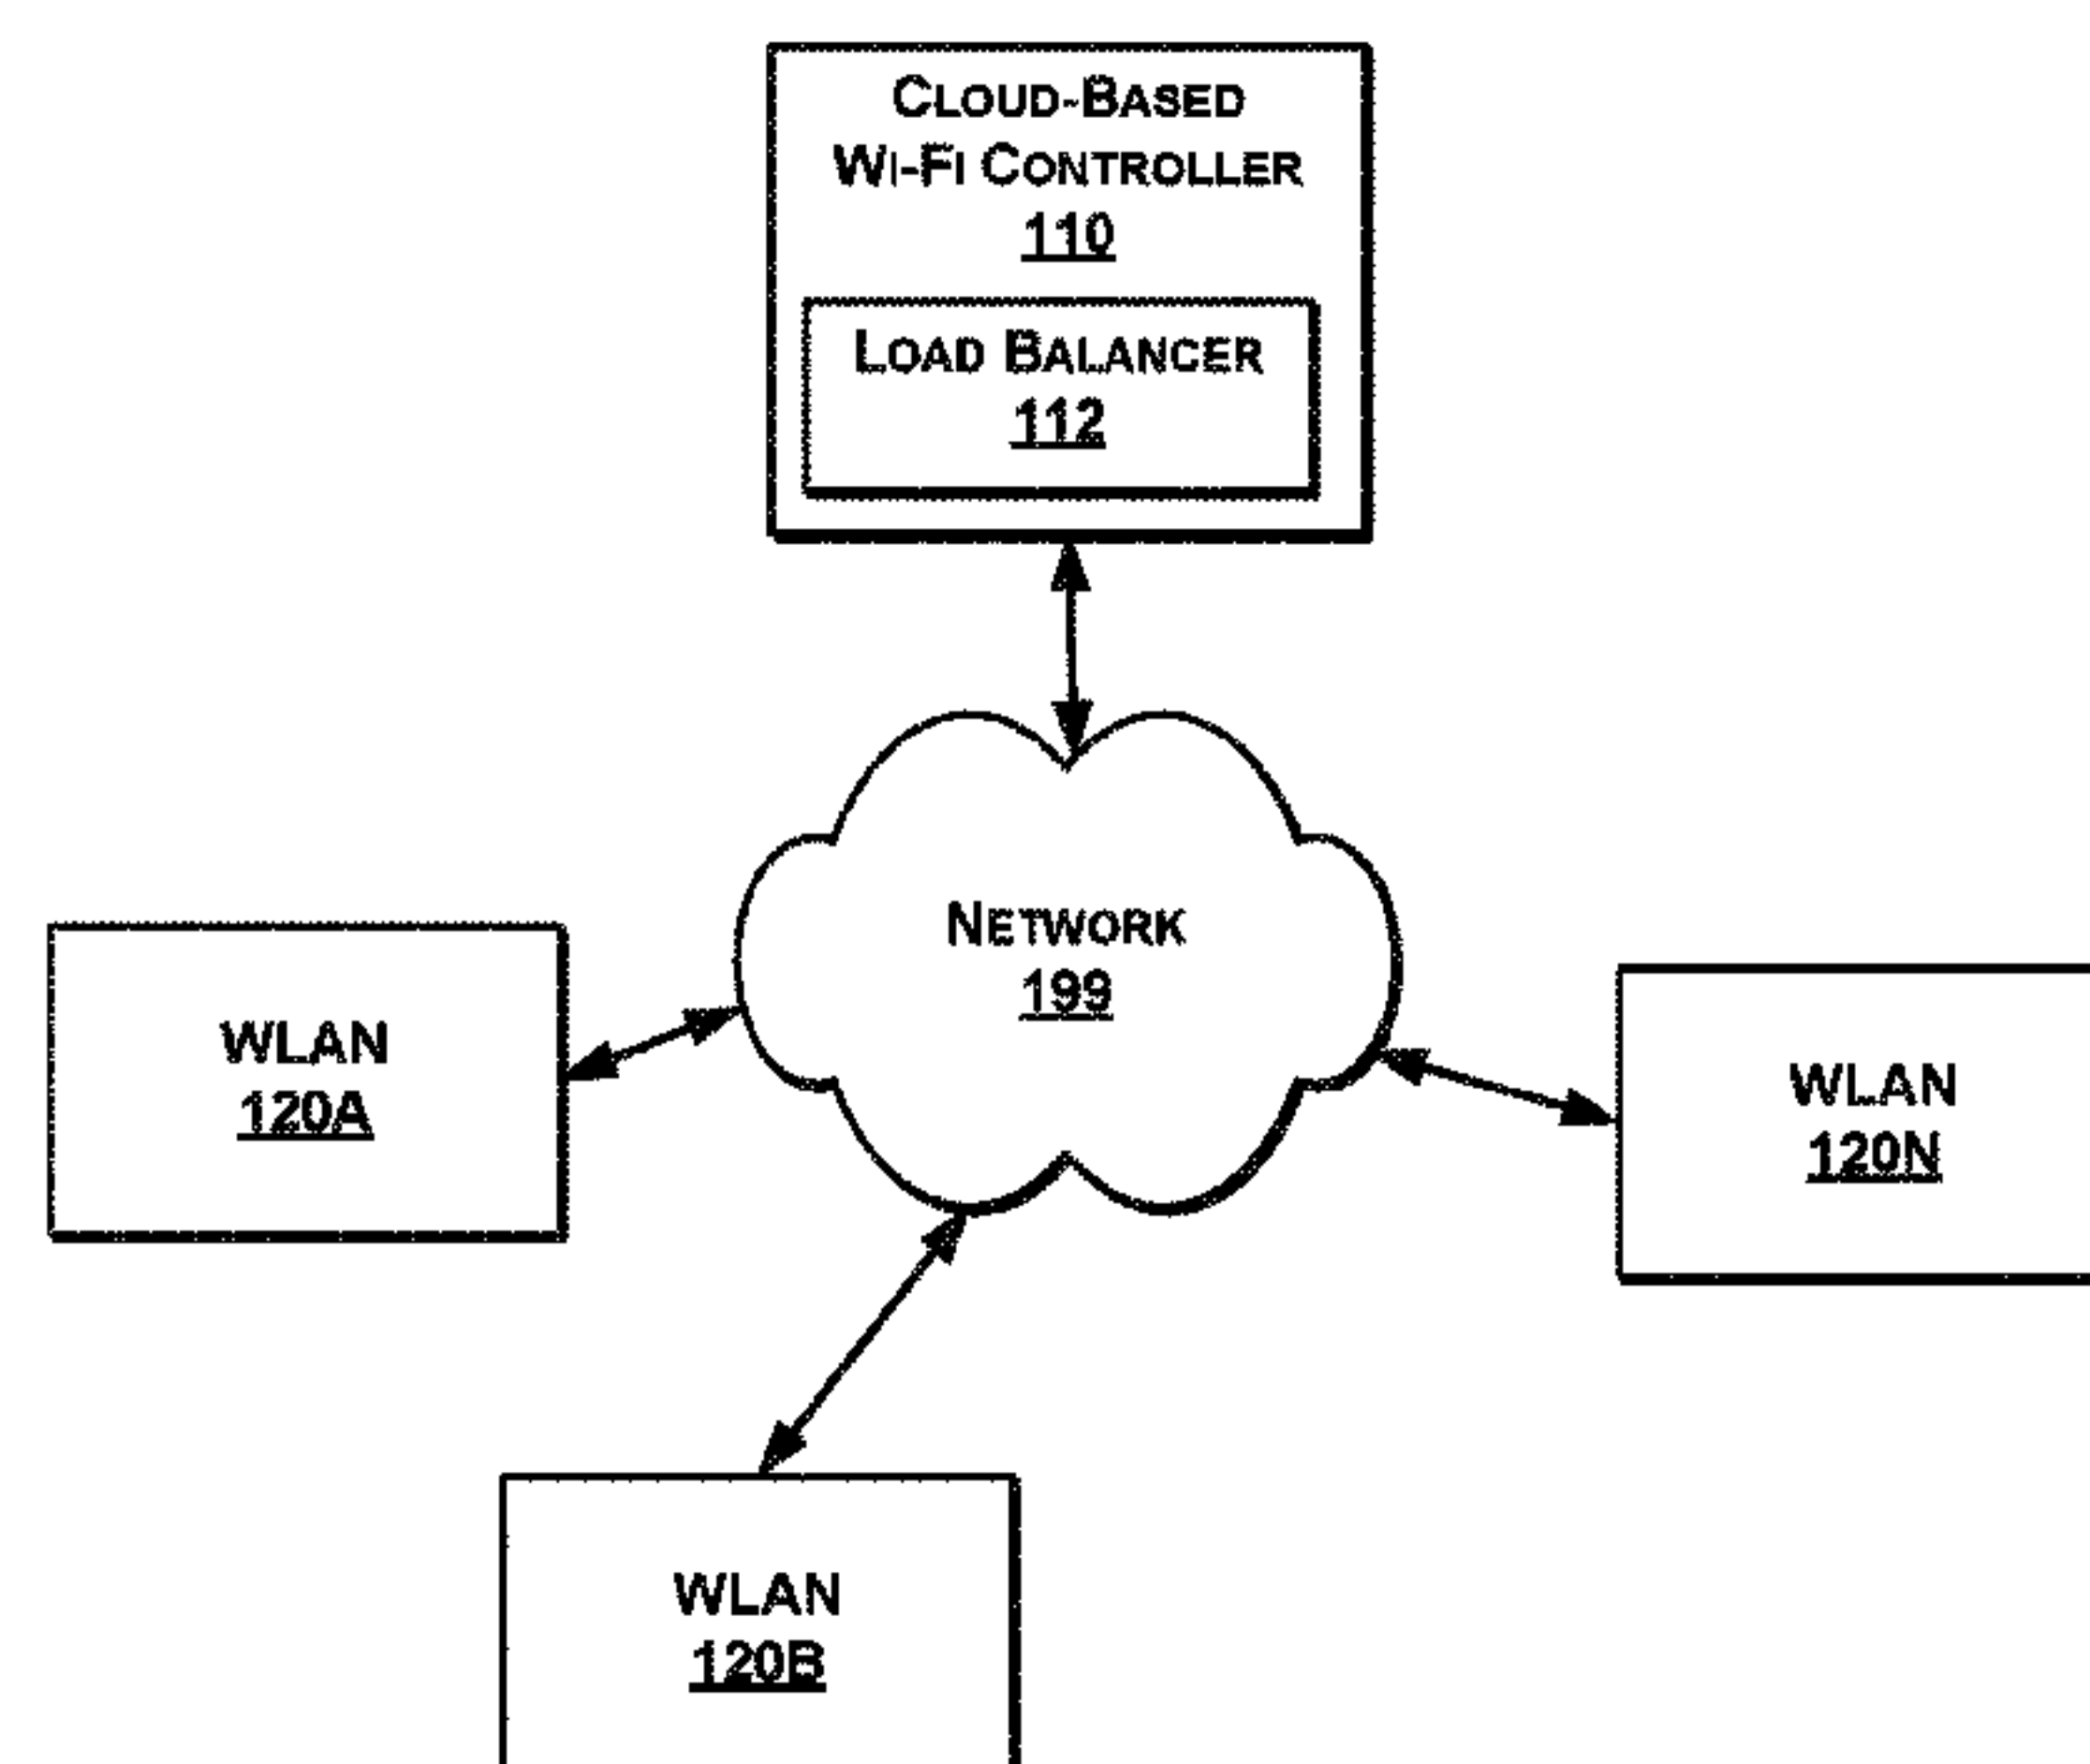 CLOUD-BASED
WI-FI CONTROLLER
110
LOAD BALANCER
112
NETWORK
199
WLAN
120A
WLAN
120N
WLAN
120B